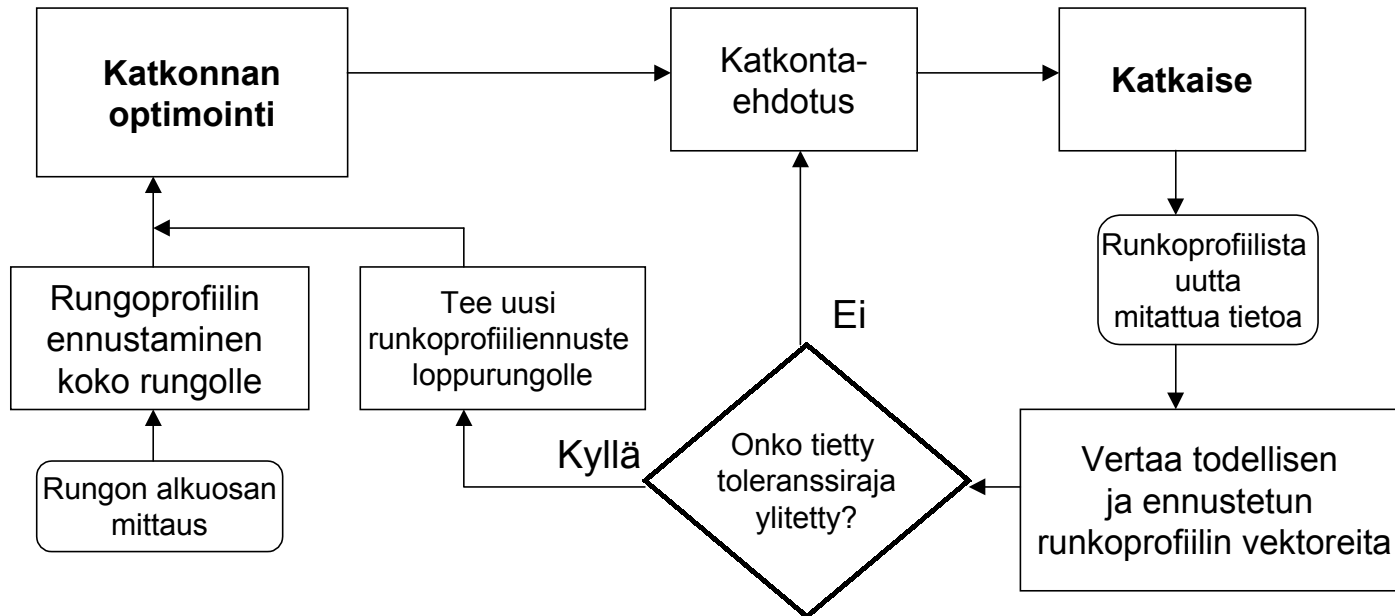 Katkonnan
optimointi
Katkonta-
ehdotus
Katkaise
Runkoprofiilista
uutta
mitattua tietoa
Rungoprofiilin
ennustaminen
koko rungolle
Tee uusi
runkoprofiiliennuste
loppurungolle
Ei
Kyllä
Onko tietty
toleranssiraja
ylitetty?
Vertaa todellisen
ja ennustetun
runkoprofiilin vektoreita
Rungon alkuosan
mittaus